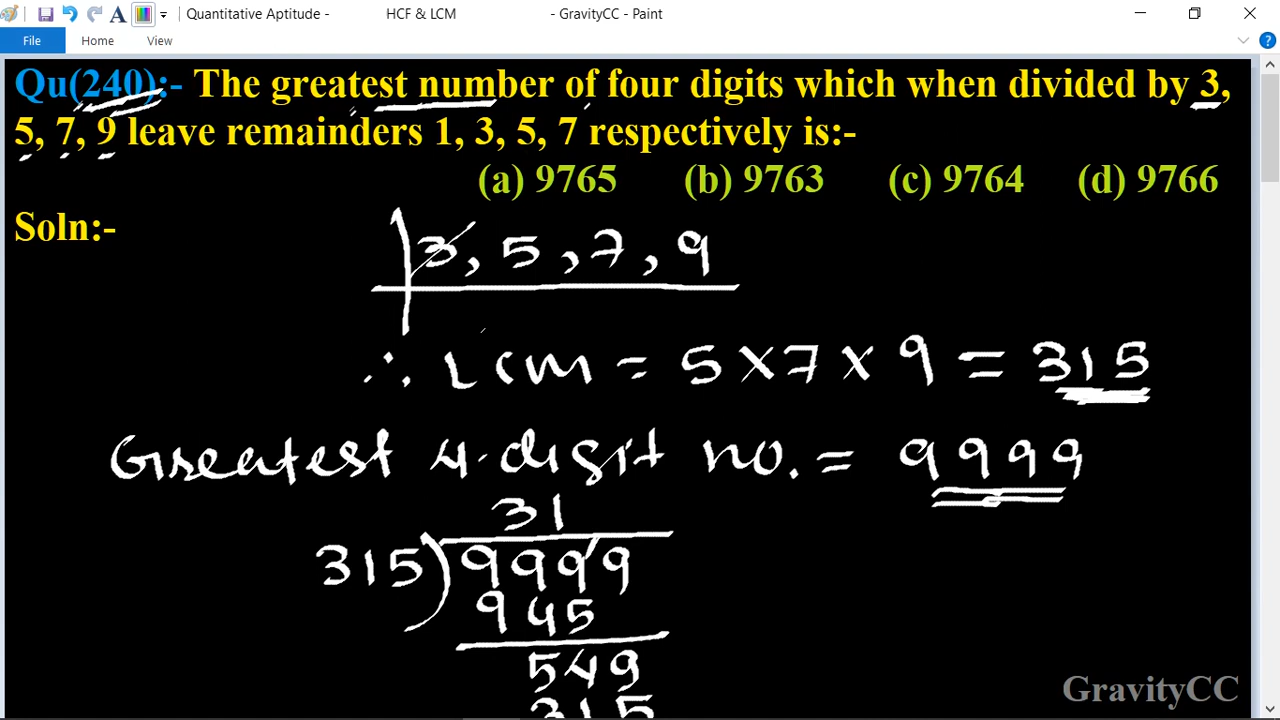 Quantitative Aptitude - HCF & LCM - GravityCC - Paint
File Home View
Qu(240):- The greatest number of four digits which when divided by 3,
5, 7, 9 leave remainders 1, 3, 5, 7 respectively is:-
(a) 9765 (b) 9763 (c) 9764 (d) 9766
Soln:-
3, 5, 7, 9
∴ LCM = 5 × 7 × 9 = 315
Greatest 4-digit no. = 9999
31
315) 9999
945
549
315
GravityCC